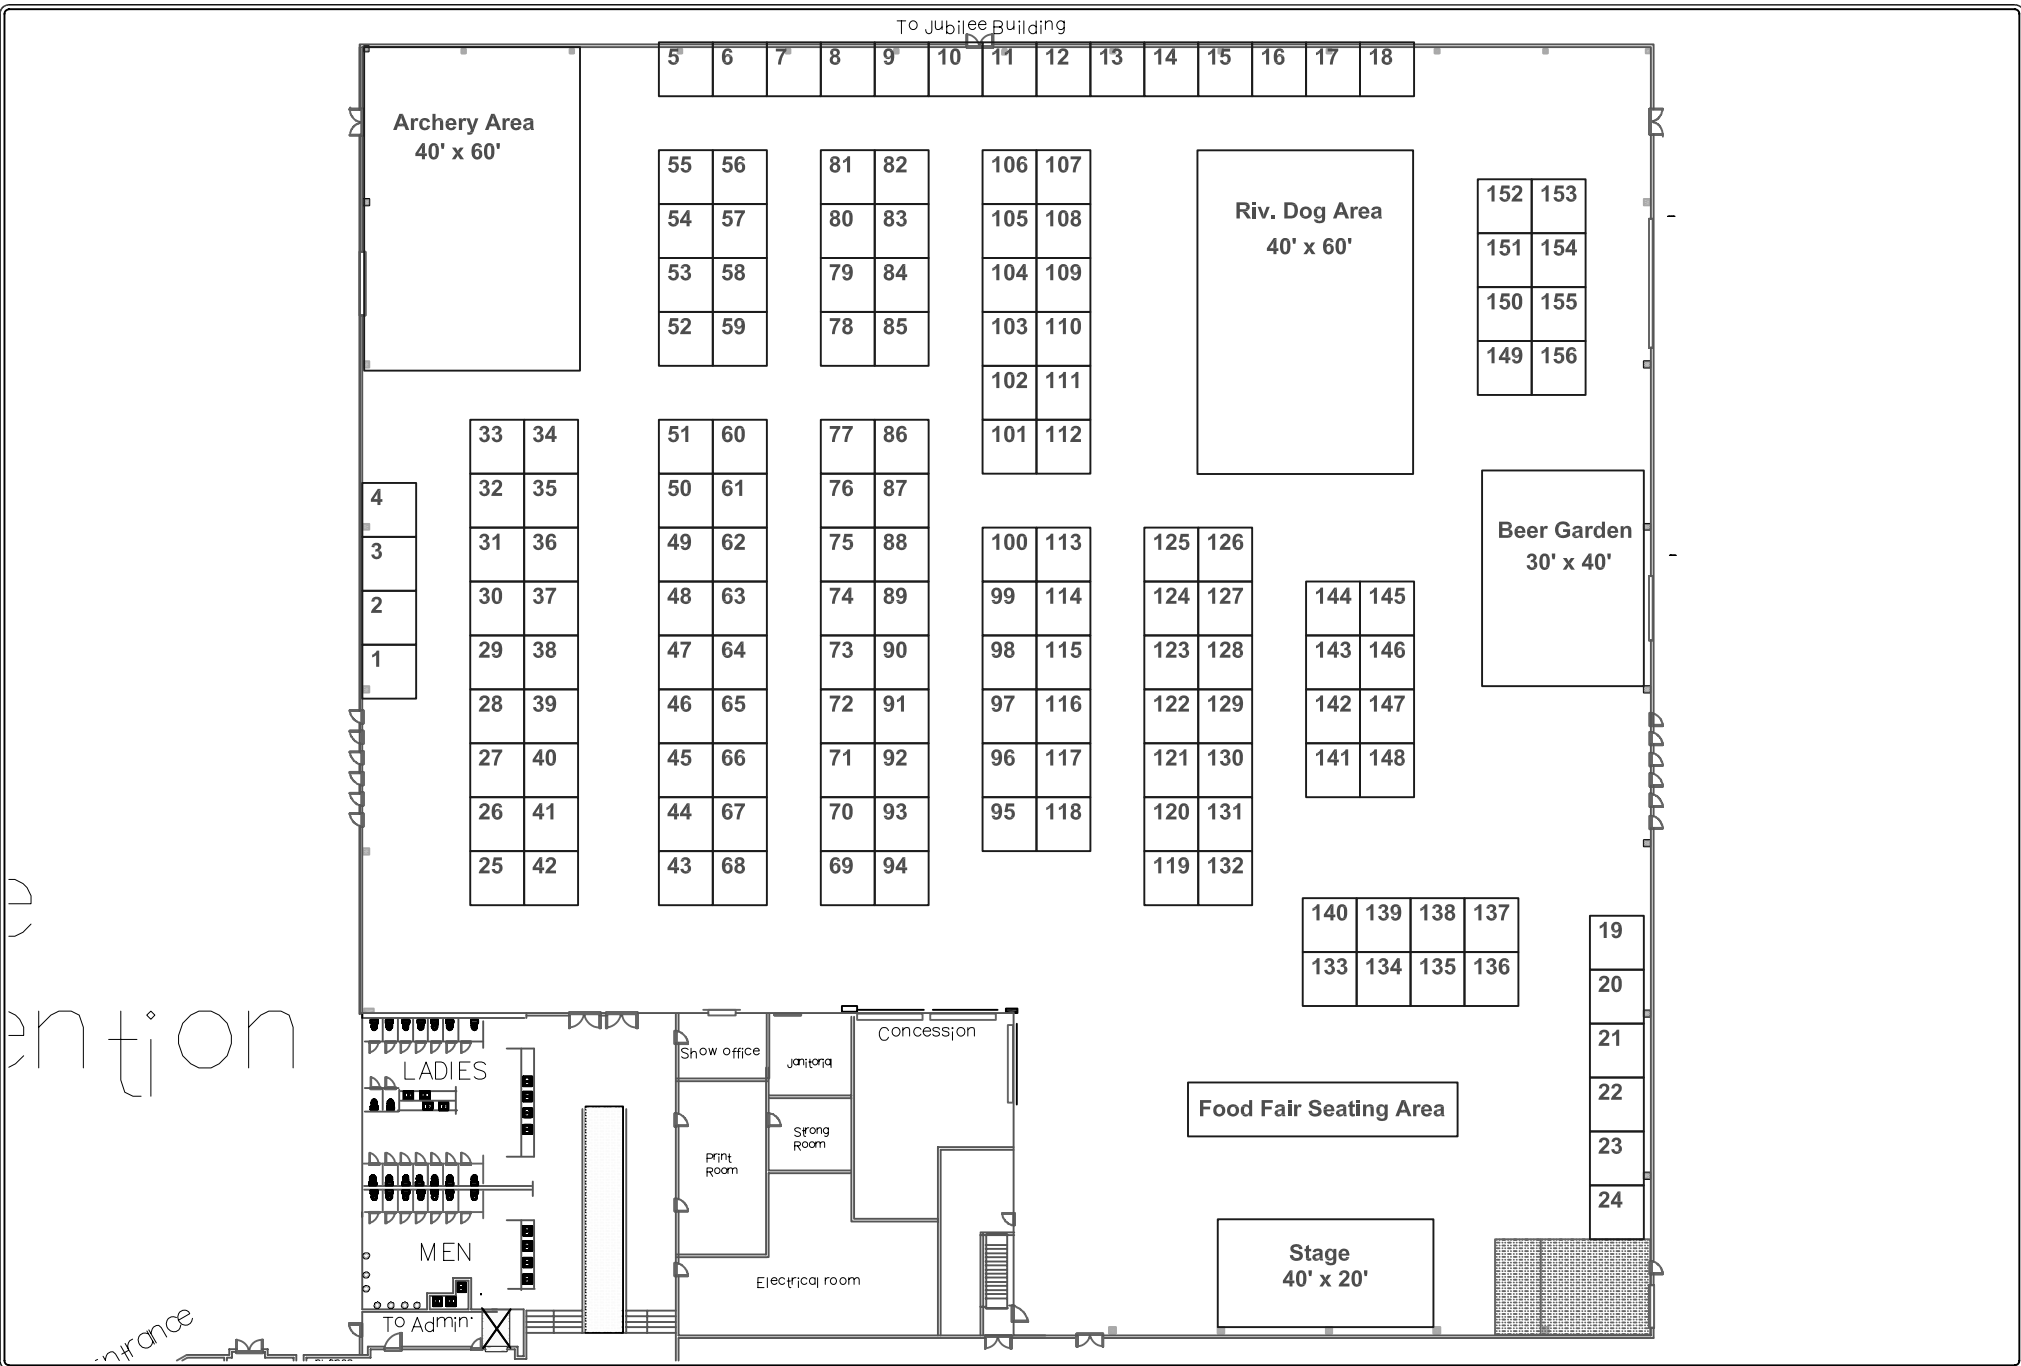 To Jubilee Building
5 6 7 8 9 10 11 12 13 14 15 16 17 18
Archery Area
40' x 60'
55 56 81 82 106 107
54 57 80 83 105 108
53 58 79 84 104 109
52 59 78 85 103 110
102 111
101 112
Riv. Dog Area
40' x 60'
152 153
151 154
150 155
149 156
33 34 51 60 77 86
32 35 50 61 76 87
31 36 49 62 75 88 100 113 125 126
30 37 48 63 74 89 99 114 124 127 144 145
29 38 47 64 73 90 98 115 123 128 143 146
28 39 46 65 72 91 97 116 122 129 142 147
27 40 45 66 71 92 96 117 121 130 141 148
26 41 44 67 70 93 95 118 120 131
25 42 43 68 69 94 119 132
4
3
2
1
Beer Garden
30' x 40'
140 139 138 137
133 134 135 136
19
20
21
22
23
24
e
ention
LADIES
MEN
To Admin.
Show office
Janitorial
Concession
Strong
Room
Print
Room
Electrical room
Food Fair Seating Area
Stage
40' x 20'
ntrance